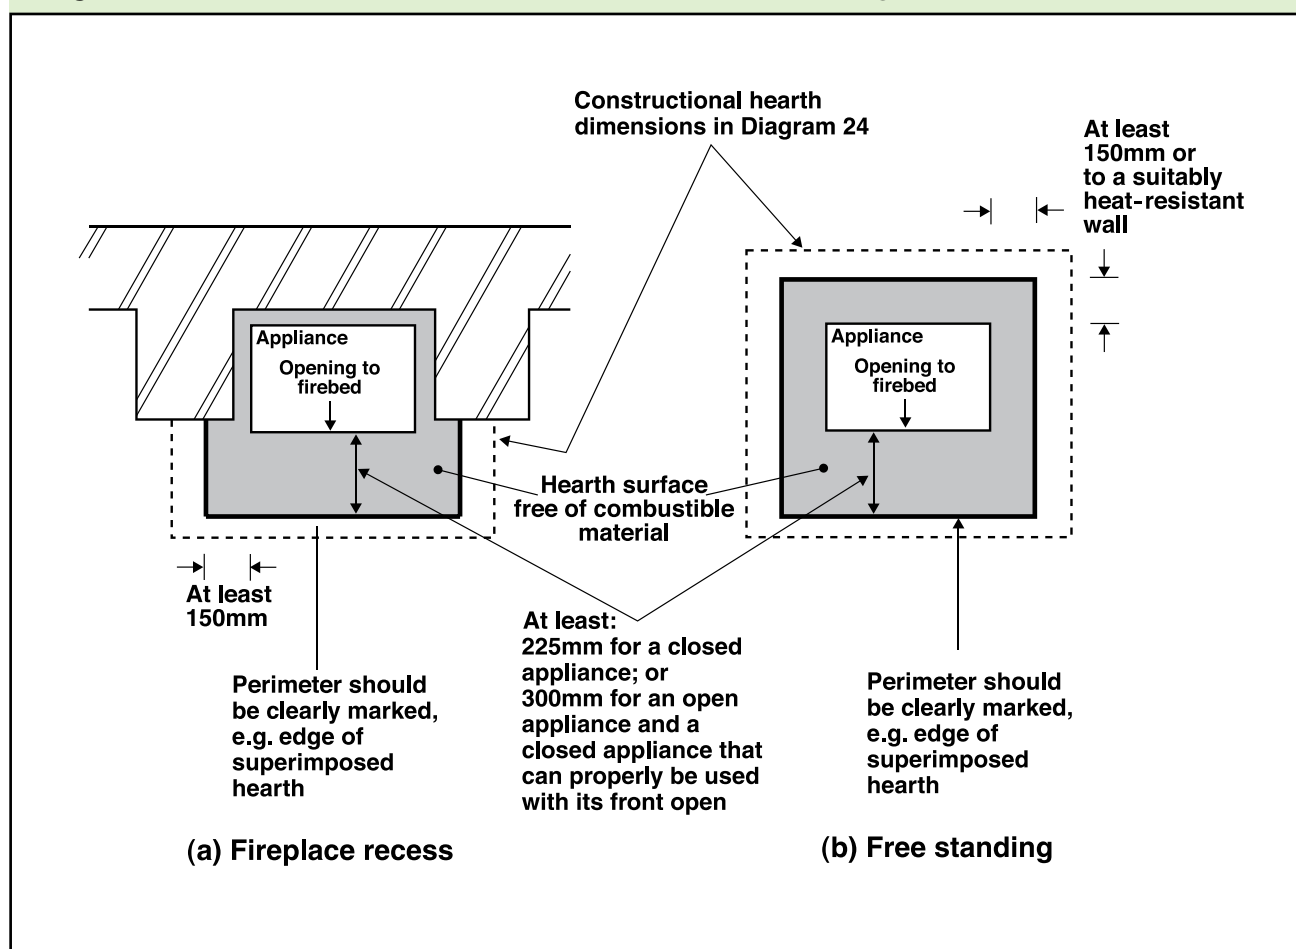 Constructional hearth
dimensions in Diagram 24
At least
150mm or
to a suitably
heat-resistant
wall
Appliance
Opening to
firebed
Appliance
Opening to
firebed
Hearth surface
free of combustible
material
At least
150mm
At least:
225mm for a closed
appliance; or
300mm for an open
appliance and a
closed appliance that
can properly be used
with its front open
Perimeter should
be clearly marked,
e.g. edge of
superimposed
hearth
Perimeter should
be clearly marked,
e.g. edge of
superimposed
hearth
(a) Fireplace recess
(b) Free standing